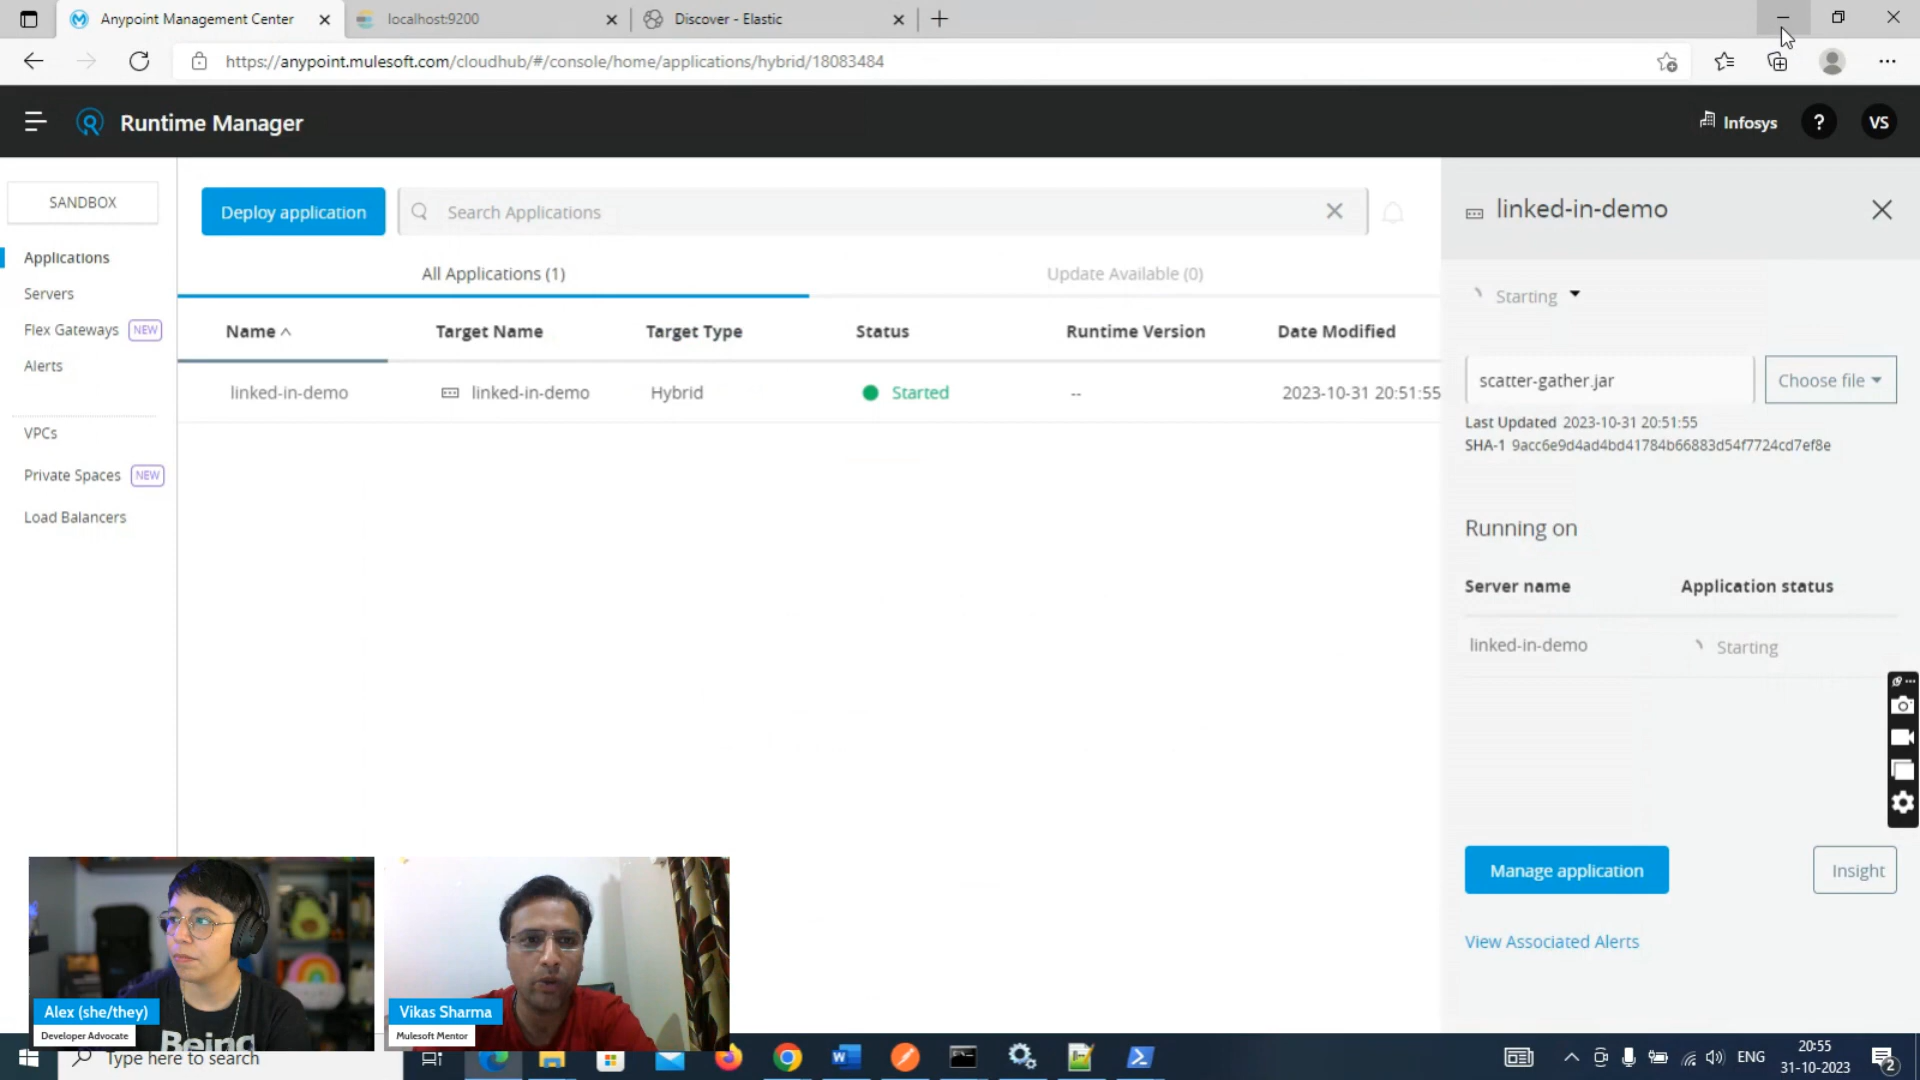 Anypoint Management Center
localhost:9200
Discover - Elastic
https://anypoint.mulesoft.com/cloudhub/#/console/home/applications/hybrid/18083484
Runtime Manager
Infosys
?
VS
SANDBOX
Applications
Servers
Flex Gateways NEW
Alerts
VPCs
Private Spaces NEW
Load Balancers
Deploy application
Search Applications
All Applications (1)
Update Available (0)
Name
Target Name
Target Type
Status
Runtime Version
Date Modified
linked-in-demo
linked-in-demo
Hybrid
Started
--
2023-10-31 20:51:55
linked-in-demo
Starting
scatter-gather.jar
Choose file
Last Updated 2023-10-31 20:51:55
SHA-1 9acc6e9d4ad4bd41784b66883d54f7724cd7ef8e
Running on
Server name
Application status
linked-in-demo
Starting
Manage application
Insight
View Associated Alerts
Alex (she/they)
Developer Advocate
Being
Vikas Sharma
Mulesoft Mentor
Type here to search
ENG
20:55
31-10-2023
2